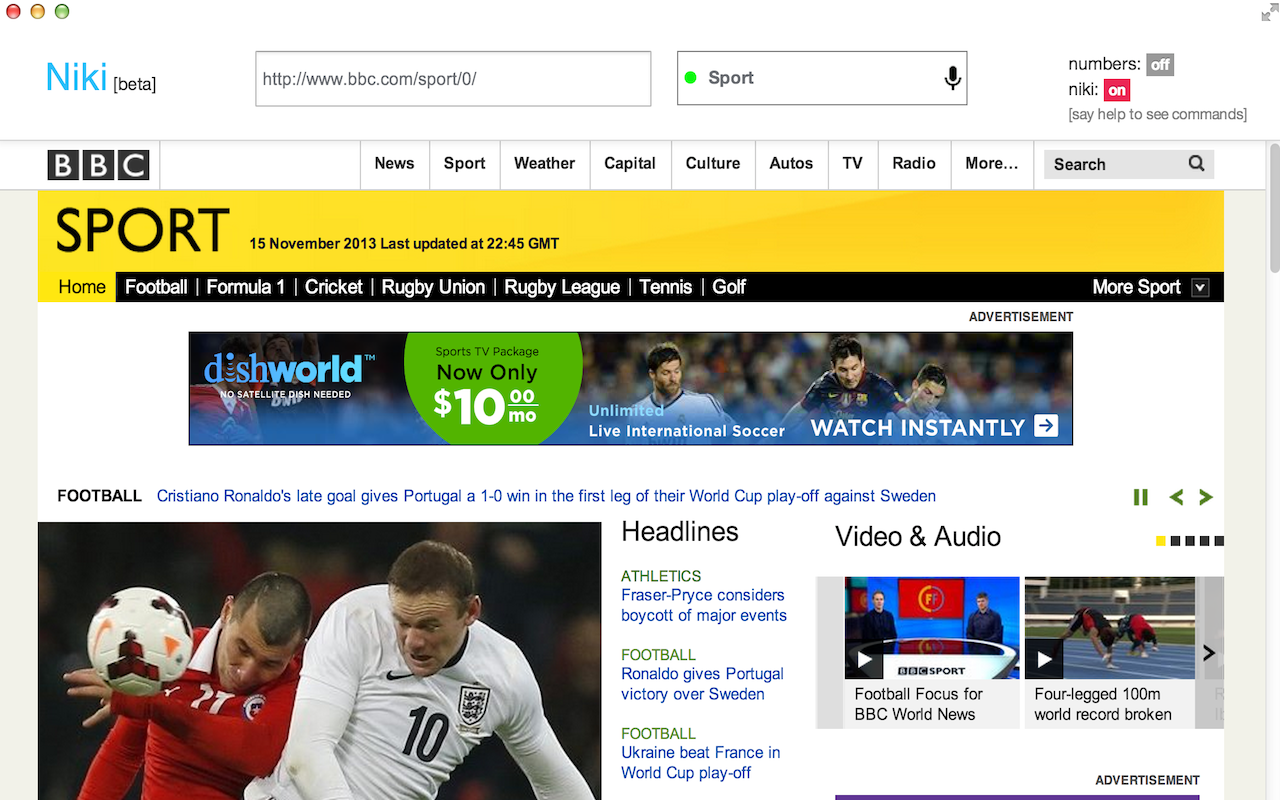 Niki [beta]
http://www.bbc.com/sport/0/
Sport
numbers: off
niki: on
[say help to see commands]
BBC
News
Sport
Weather
Capital
Culture
Autos
TV
Radio
More...
Search
SPORT
15 November 2013 Last updated at 22:45 GMT
Home
Football
Formula 1
Cricket
Rugby Union
Rugby League
Tennis
Golf
More Sport
ADVERTISEMENT
dishworld™
NO SATELLITE DISH NEEDED
Sports TV Package
Now Only
$10 00 mo
Unlimited
Live International Soccer
WATCH INSTANTLY
FOOTBALL Cristiano Ronaldo's late goal gives Portugal a 1-0 win in the first leg of their World Cup play-off against Sweden
17
10
Headlines
ATHLETICS
Fraser-Pryce considers
boycott of major events
FOOTBALL
Ronaldo gives Portugal
victory over Sweden
FOOTBALL
Ukraine beat France in
World Cup play-off
Video & Audio
FF
BBC SPORT
Football Focus for
BBC World News
Four-legged 100m
world record broken
ADVERTISEMENT